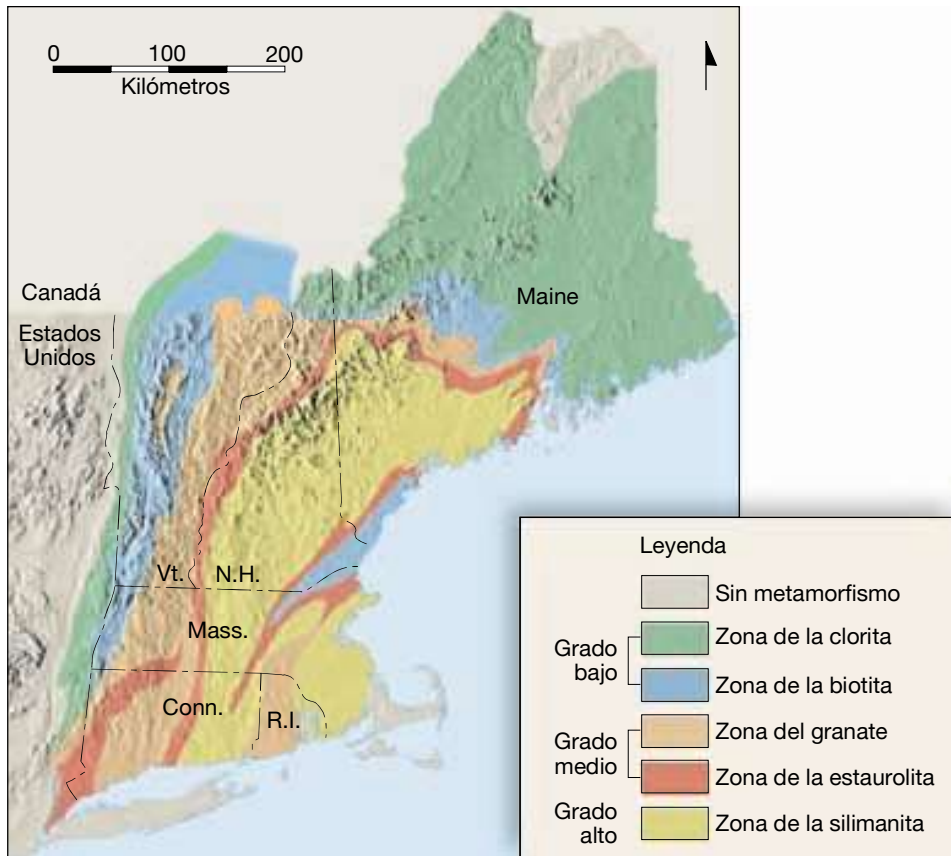 0 100 200
Kilómetros
Canadá
Estados
Unidos
Maine
Vt.
N.H.
Mass.
Conn.
R.I.
Leyenda
Sin metamorfismo
Grado
bajo
Zona de la clorita
Zona de la biotita
Grado
medio
Zona del granate
Zona de la estaurolita
Grado
alto
Zona de la silimanita